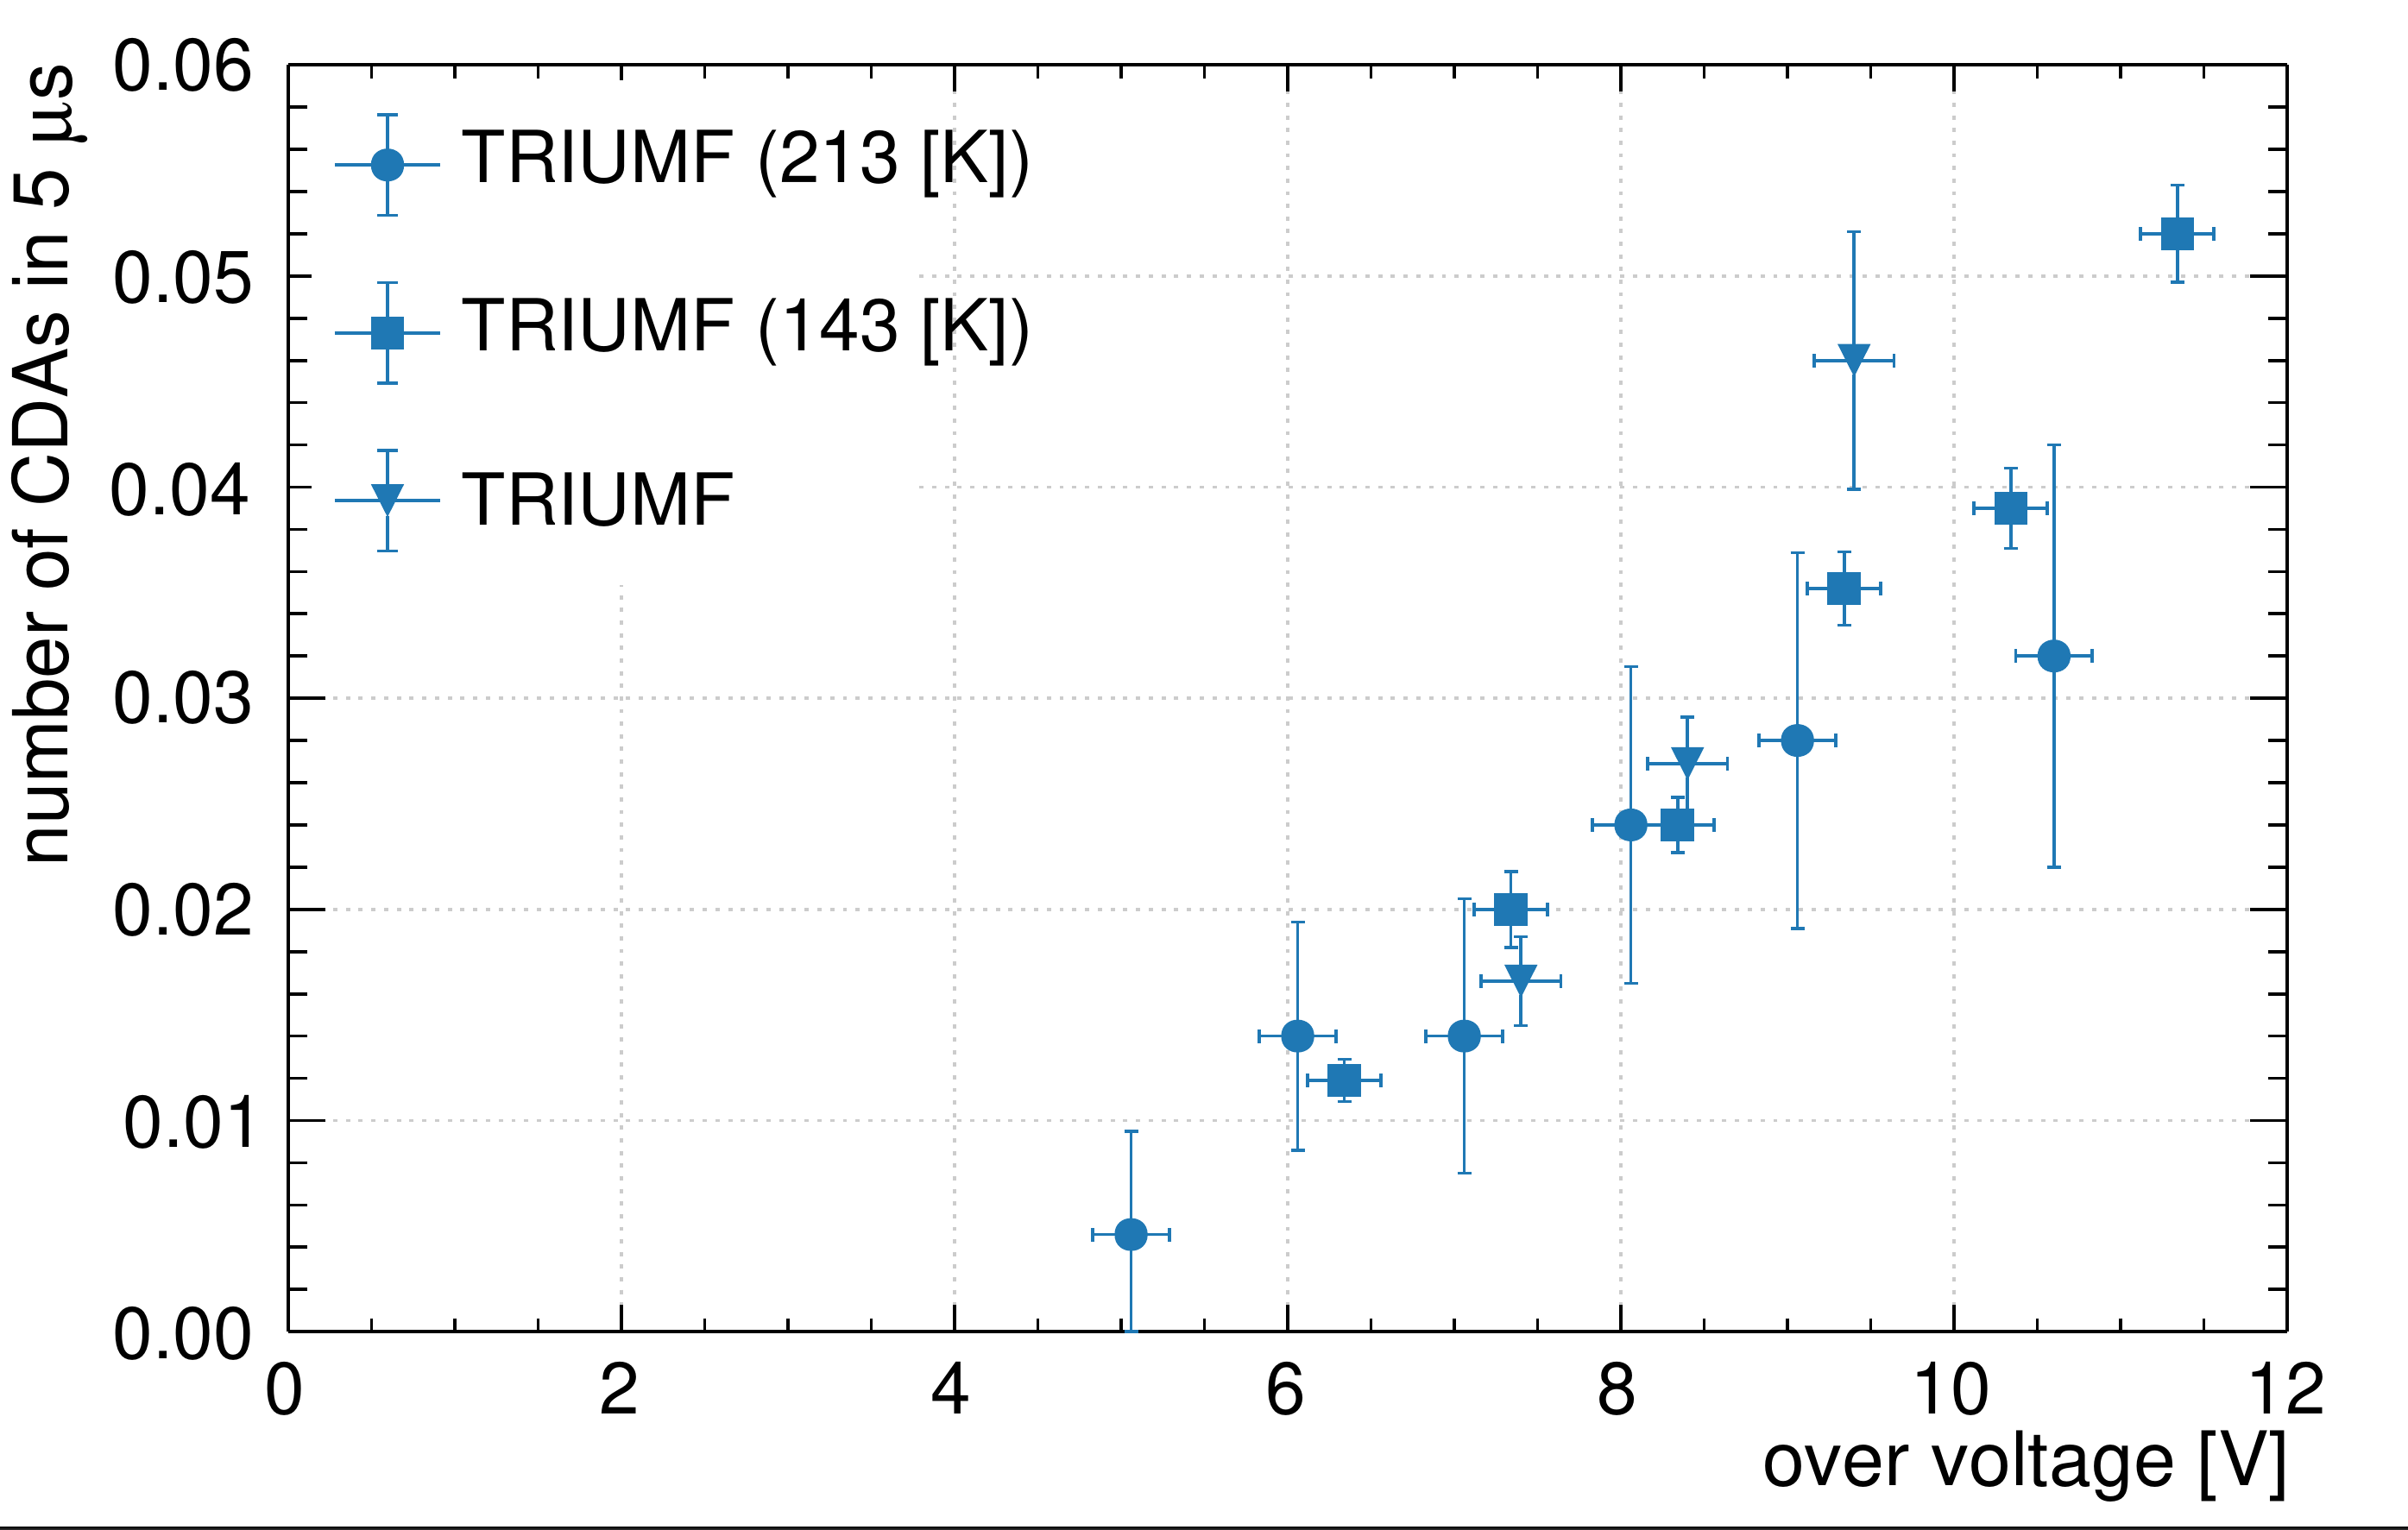 number of CDAs in 5 µs
0.06
0.05
0.04
0.03
0.02
0.01
0.00
TRIUMF (213 [K])
TRIUMF (143 [K])
TRIUMF
0 2 4 6 8 10 12
over voltage [V]